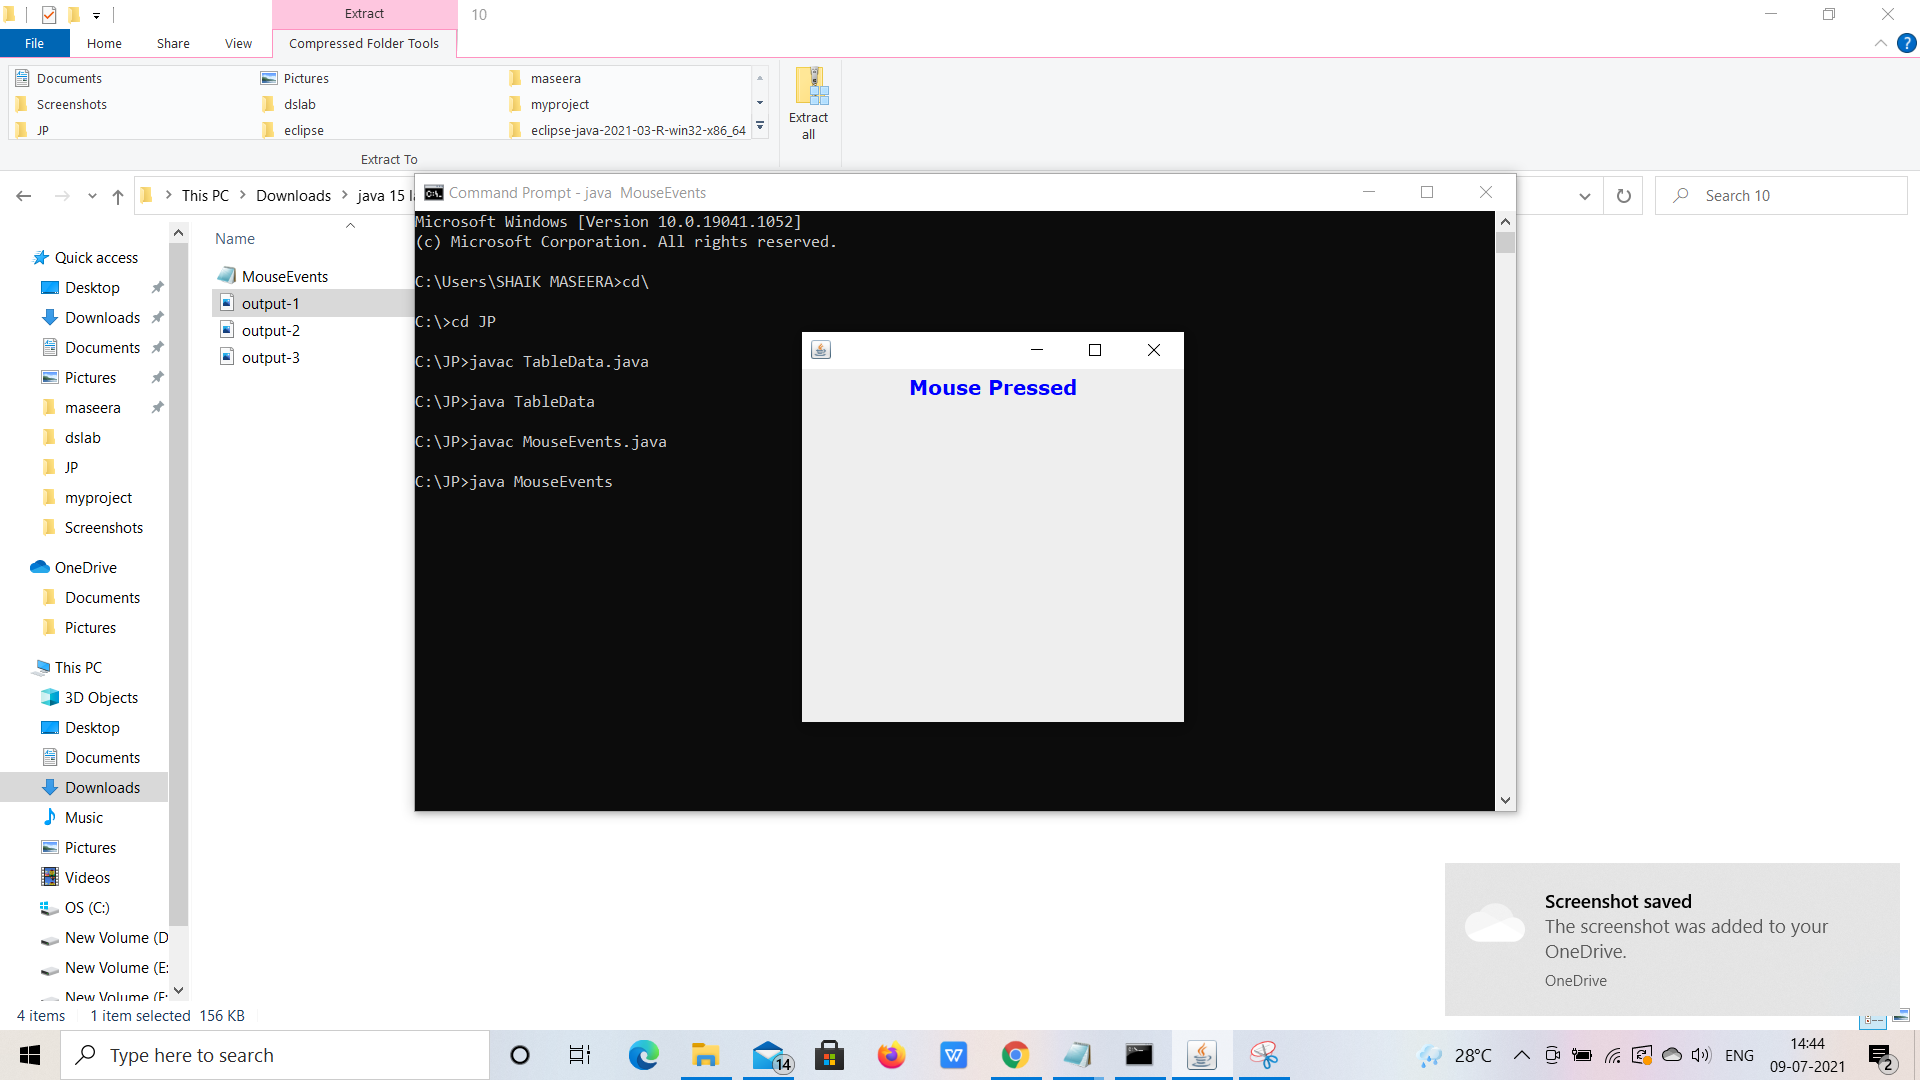 Extract
10
File
Home
Share
View
Compressed Folder Tools
Documents
Pictures
maseera
Screenshots
dslab
myproject
JP
eclipse
eclipse-java-2021-03-R-win32-x86_64
Extract
all
Extract To
This PC
Downloads
java 15
Search 10
Command Prompt - java  MouseEvents
Name
MouseEvents
output-1
output-2
output-3
Quick access
Desktop
Downloads
Documents
Pictures
maseera
dslab
JP
myproject
Screenshots
OneDrive
Documents
Pictures
This PC
3D Objects
Desktop
Documents
Downloads
Music
Pictures
Videos
OS (C:)
New Volume (D
New Volume (E:
New Volume (F:
Microsoft Windows [Version 10.0.19041.1052]
(c) Microsoft Corporation. All rights reserved.
C:\Users\SHAIK MASEERA>cd\
C:\>cd JP
C:\JP>javac TableData.java
C:\JP>java TableData
C:\JP>javac MouseEvents.java
C:\JP>java MouseEvents
Mouse Pressed
Screenshot saved
The screenshot was added to your
OneDrive.
OneDrive
4 items
1 item selected  156 KB
Type here to search
14
28°C
ENG
14:44
09-07-2021
2